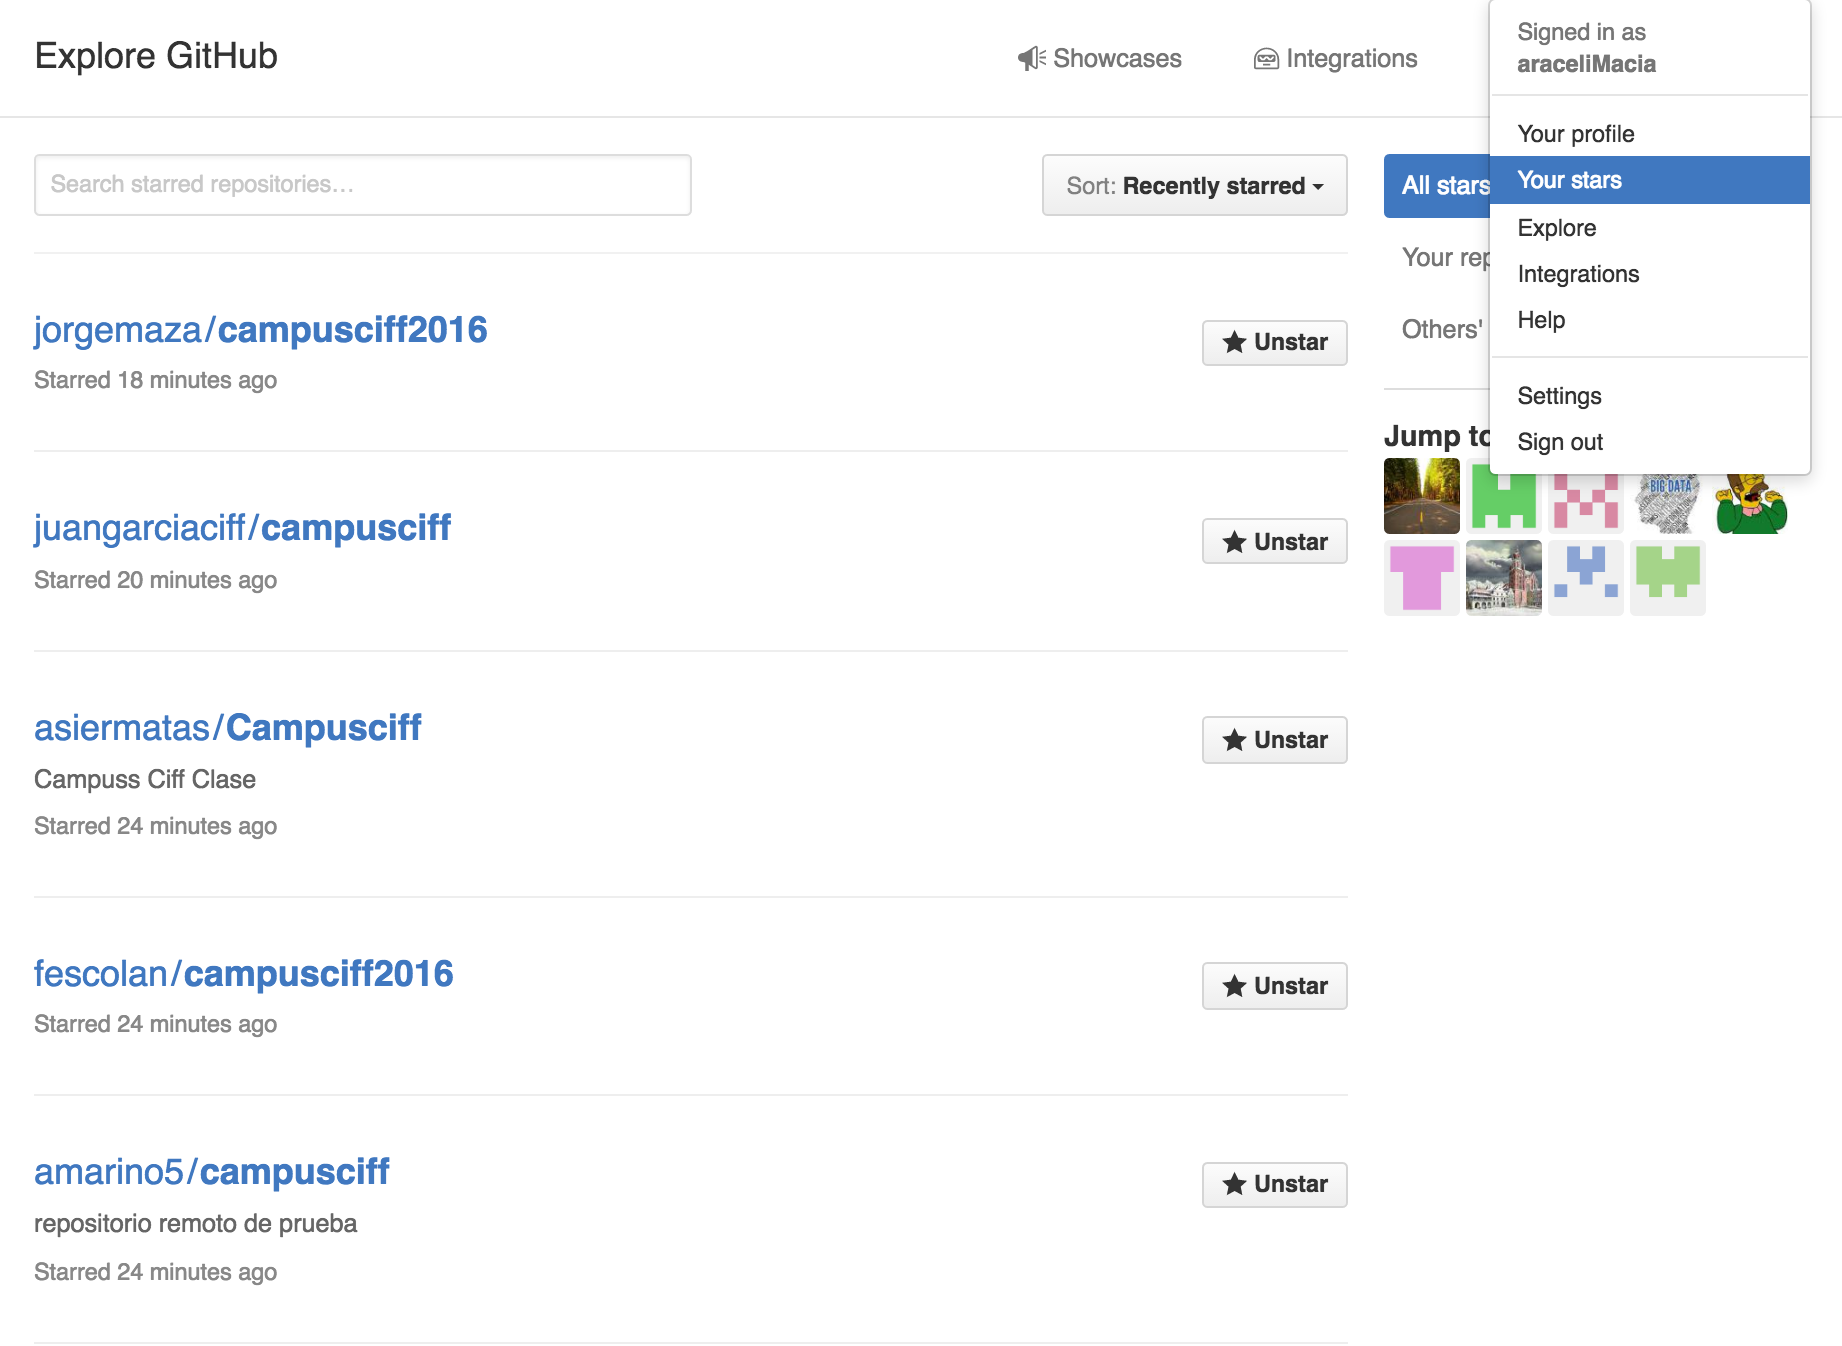 Explore GitHub
Showcases
Integrations
Signed in as
araceliMacia
Your profile
Your stars
Explore
Integrations
Help
Settings
Sign out
Search starred repositories…
Sort: Recently starred
All stars
Your rep
Others'
Jump to
BIG DATA
jorgemaza/campusciff2016
Starred 18 minutes ago
Unstar
juangarciaciff/campusciff
Starred 20 minutes ago
Unstar
asiermatas/Campusciff
Campuss Ciff Clase
Starred 24 minutes ago
Unstar
fescolan/campusciff2016
Starred 24 minutes ago
Unstar
amarino5/campusciff
repositorio remoto de prueba
Starred 24 minutes ago
Unstar